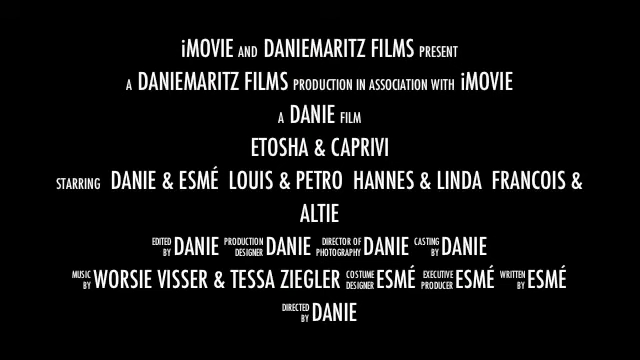 iMOVIE AND DANIEMARITZ FILMS PRESENT
A DANIEMARITZ FILMS PRODUCTION IN ASSOCIATION WITH iMOVIE
A DANIE FILM
ETOSHA & CAPRIVI
STARRING DANIE & ESMÉ LOUIS & PETRO HANNES & LINDA FRANCOIS &
ALTIE
EDITED BY DANIE PRODUCTION DESIGNER DANIE DIRECTOR OF PHOTOGRAPHY DANIE CASTING BY DANIE
MUSIC BY WORSIE VISSER & TESSA ZIEGLER COSTUME DESIGNER ESMÉ EXECUTIVE PRODUCER ESMÉ WRITTEN BY ESMÉ
DIRECTED BY DANIE